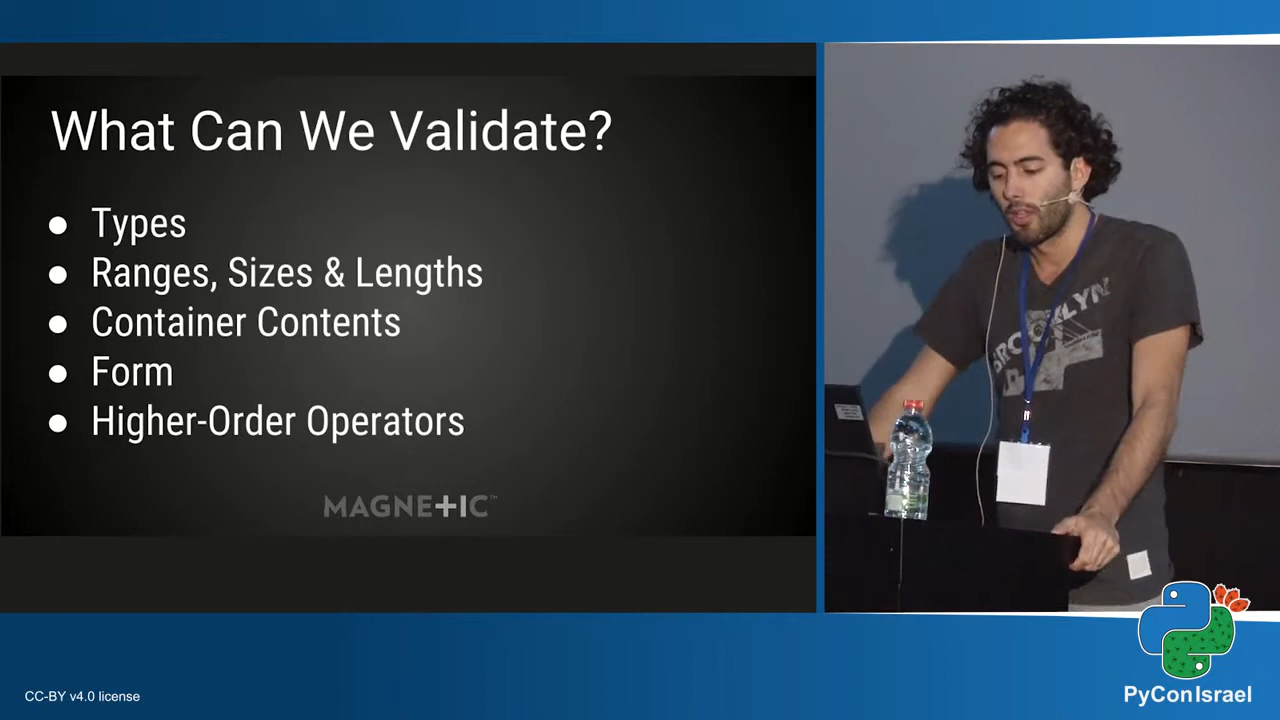 What Can We Validate?
● Types
● Ranges, Sizes & Lengths
● Container Contents
● Form
● Higher-Order Operators
MAGNETIC™
BROOKLYN
CC-BY v4.0 license
PyConIsrael